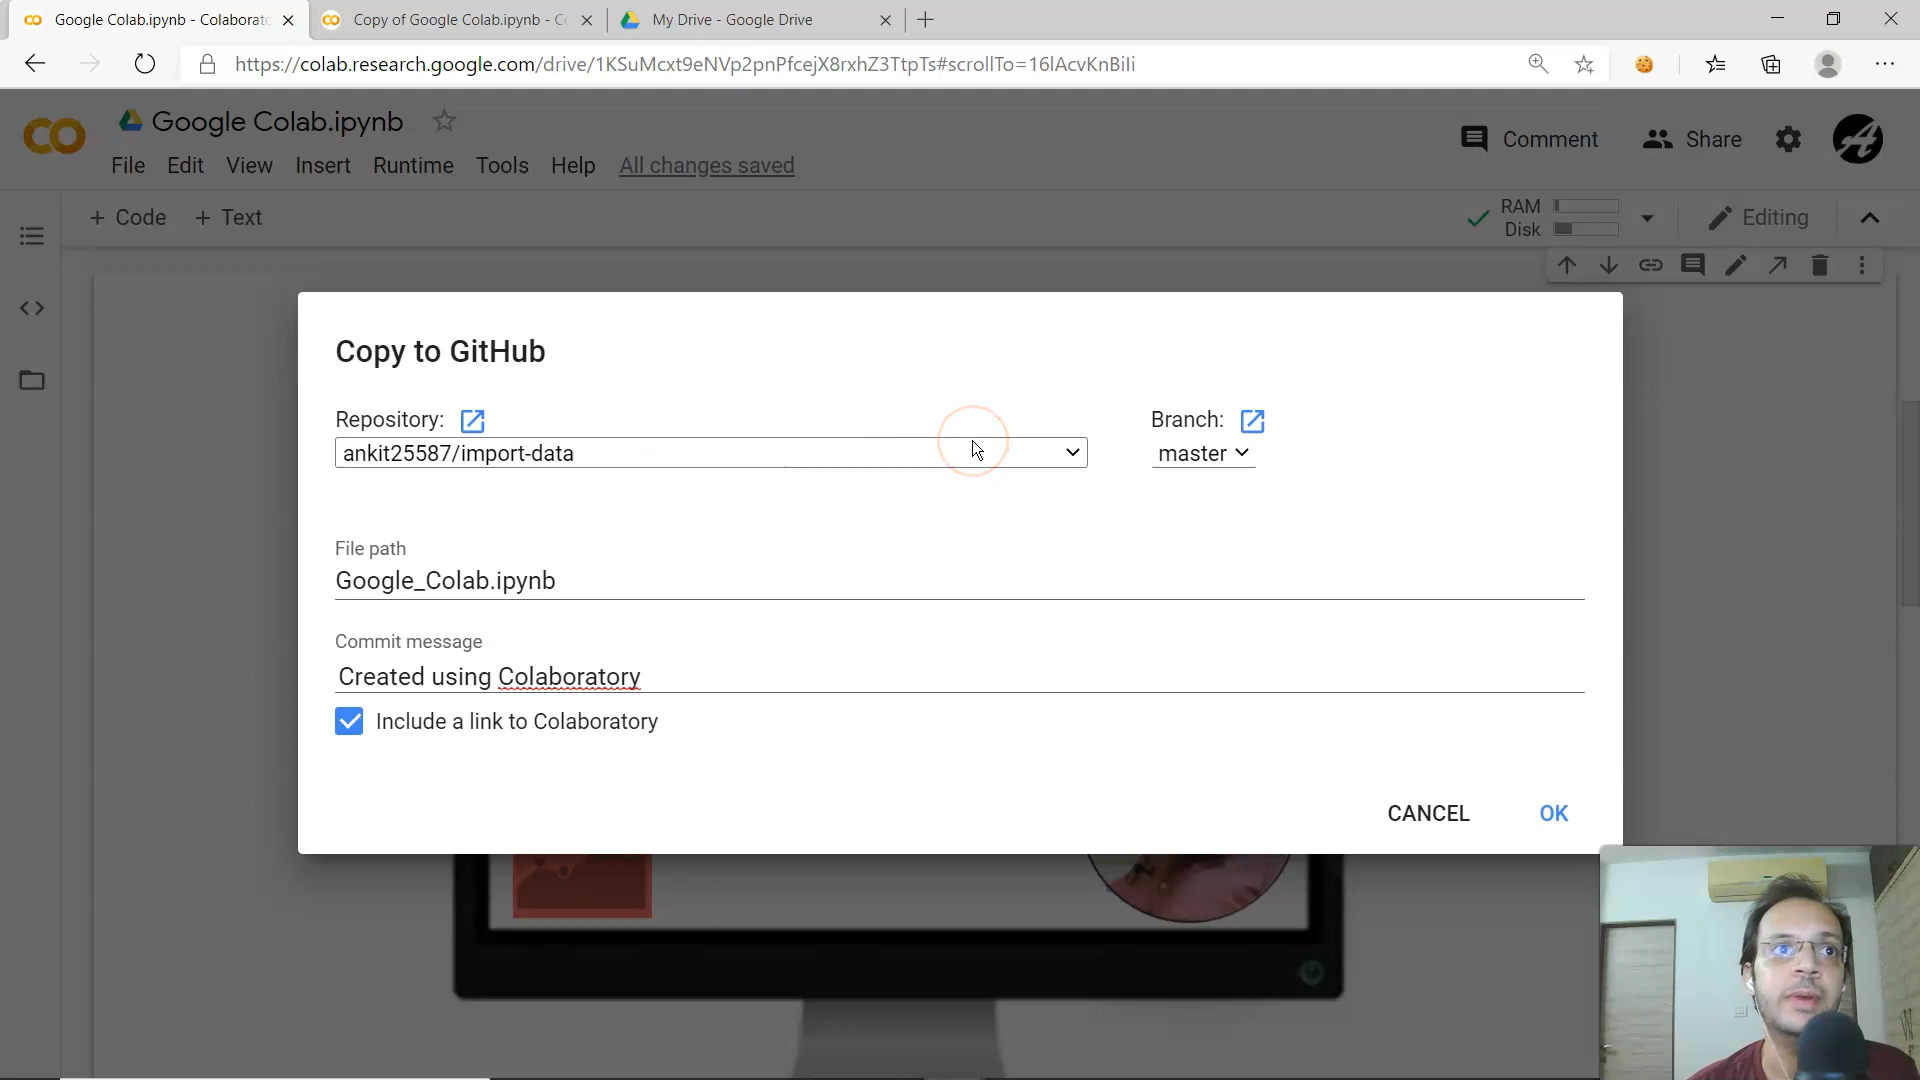 Google Colab.ipynb - Colaborato
Copy of Google Colab.ipynb - Co
My Drive - Google Drive
https://colab.research.google.com/drive/1KSuMcxt9eNVp2pnPfcejX8rxhZ3TtpTs#scrollTo=16lAcvKnBiIi
Google Colab.ipynb
Comment
Share
File Edit View Insert Runtime Tools Help All changes saved
+ Code + Text
RAM
Disk
Editing
Copy to GitHub
Repository:
Branch:
ankit25587/import-data
master
File path
Google_Colab.ipynb
Commit message
Created using Colaboratory
Include a link to Colaboratory
CANCEL
OK